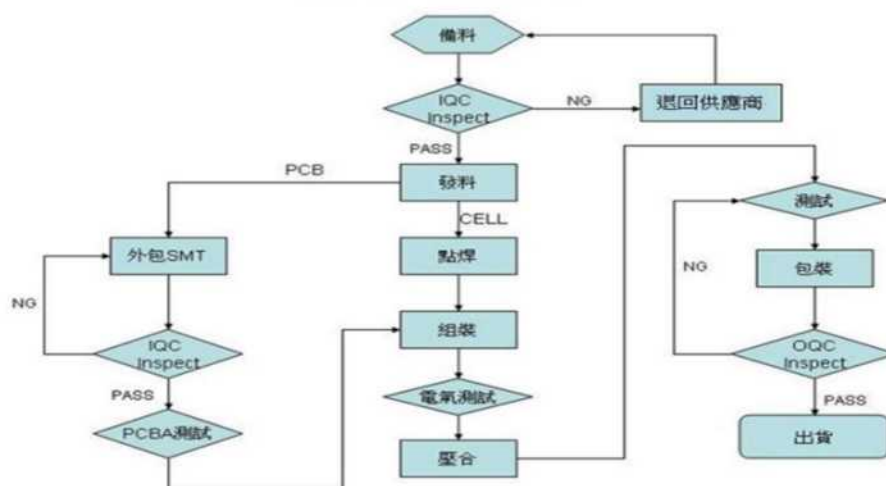 備料
IQC
Inspect
NG
退回供應商
PASS
發料
PCB
CELL
外包SMT
點焊
NG
IQC
Inspect
PASS
PCBA測試
組裝
電氣測試
壓合
測試
NG
包裝
OQC
Inspect
PASS
出貨